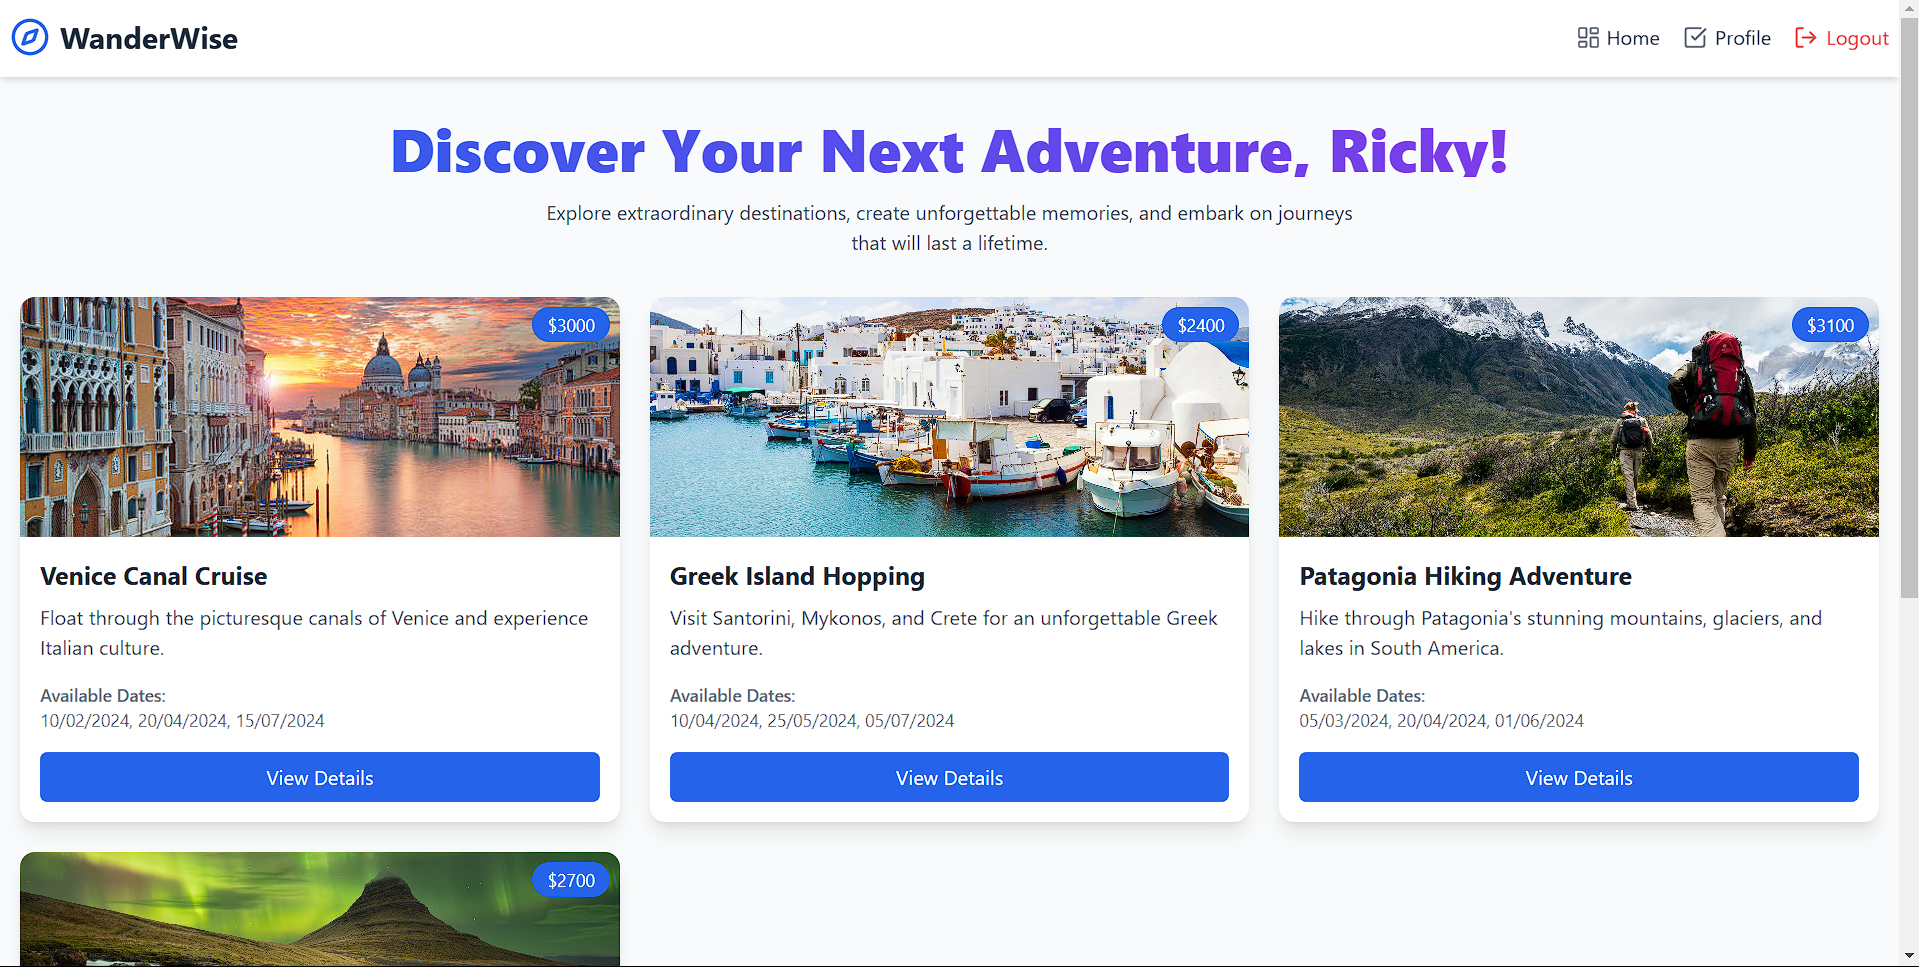 WanderWise
Home
Profile
Logout
Discover Your Next Adventure, Ricky!
Explore extraordinary destinations, create unforgettable memories, and embark on journeys
that will last a lifetime.
$3000
Venice Canal Cruise
Float through the picturesque canals of Venice and experience
Italian culture.
Available Dates:
10/02/2024, 20/04/2024, 15/07/2024
View Details
$2400
Greek Island Hopping
Visit Santorini, Mykonos, and Crete for an unforgettable Greek
adventure.
Available Dates:
10/04/2024, 25/05/2024, 05/07/2024
View Details
$3100
Patagonia Hiking Adventure
Hike through Patagonia's stunning mountains, glaciers, and
lakes in South America.
Available Dates:
05/03/2024, 20/04/2024, 01/06/2024
View Details
$2700